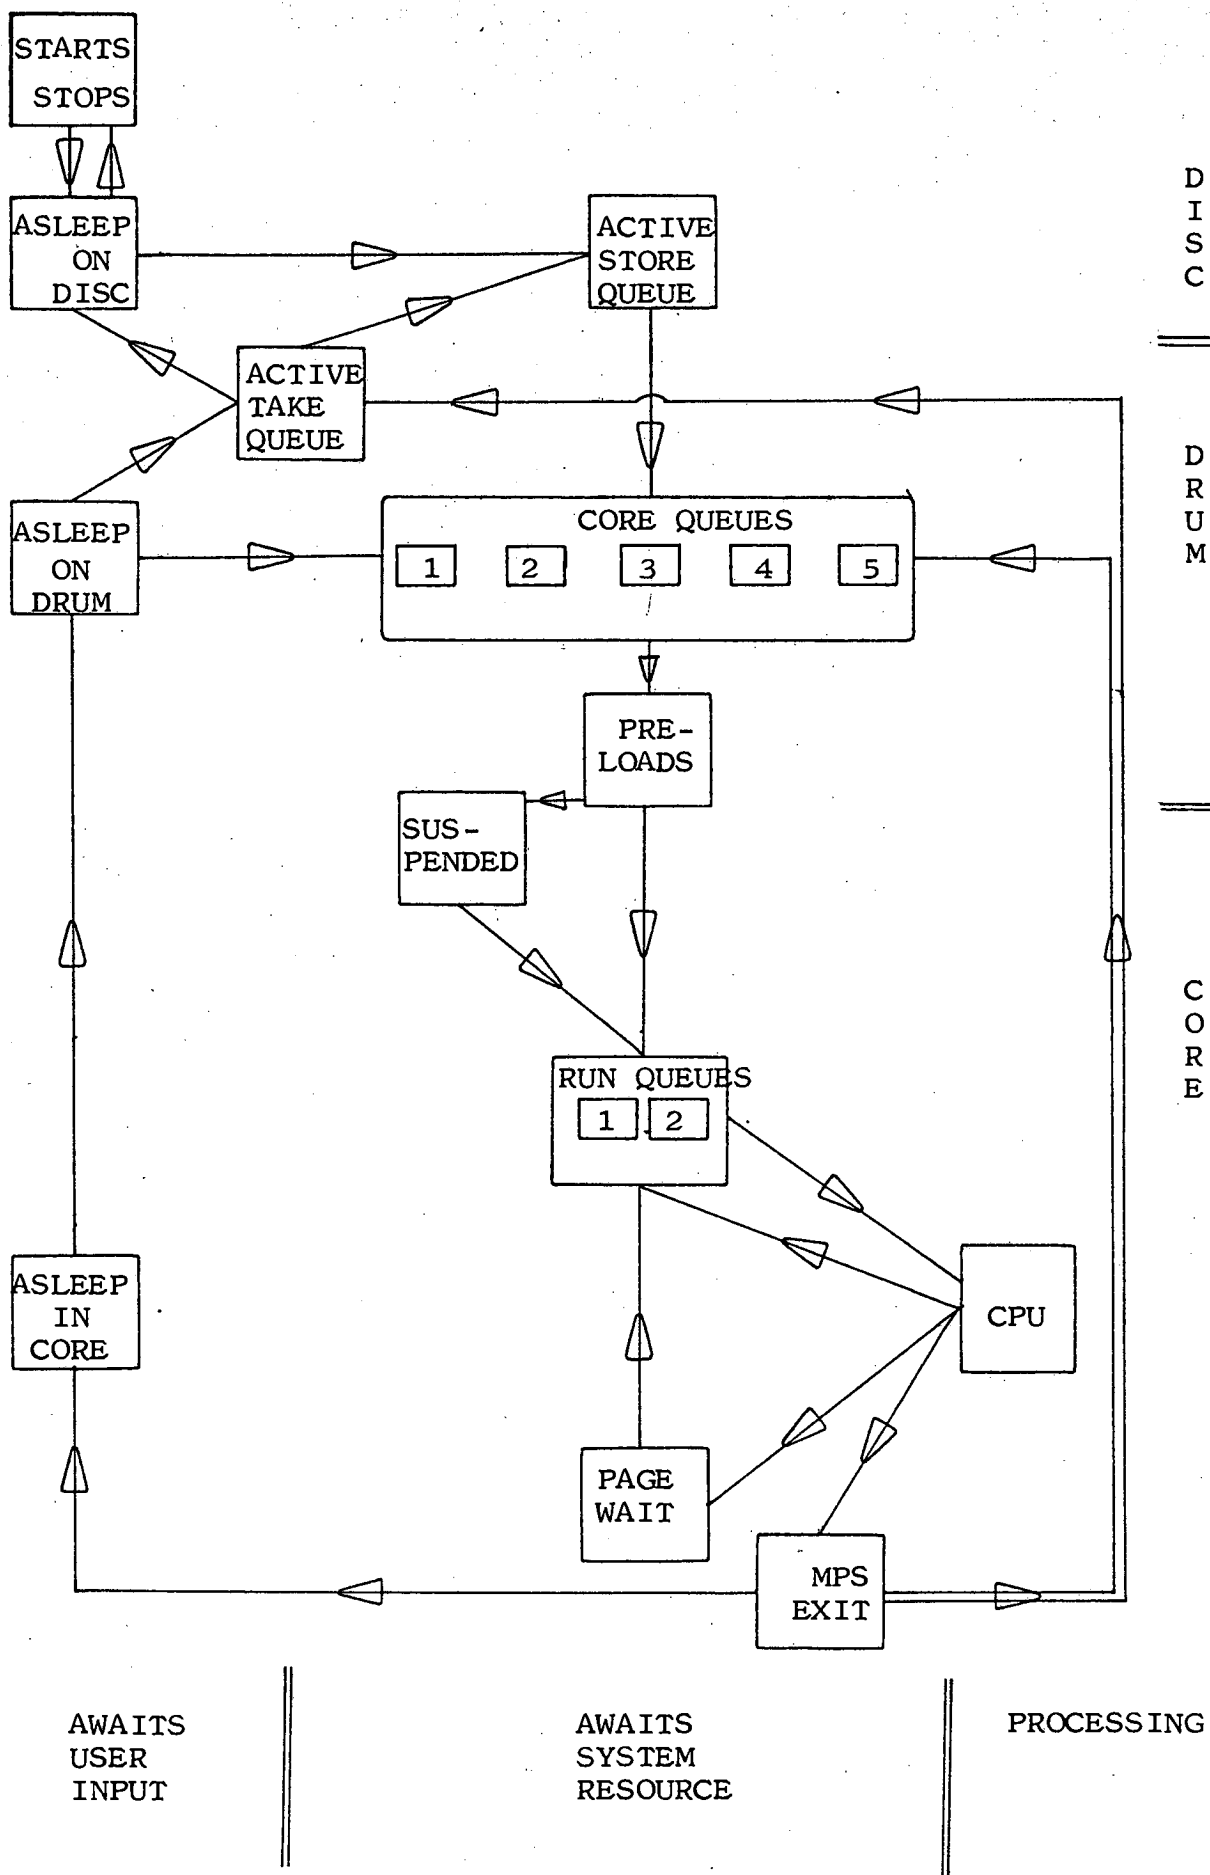 STARTS
STOPS
ASLEEP
ON
DISC
ACTIVE
STORE
QUEUE
D
I
S
C
ACTIVE
TAKE
QUEUE
ASLEEP
ON
DRUM
CORE QUEUES
1 2 3 4 5
D
R
U
M
PRE-
LOADS
SUS-
PENDED
C
O
R
E
RUN QUEUES
1 2
ASLEEP
IN
CORE
CPU
PAGE
WAIT
MPS
EXIT
AWAITS
USER
INPUT
AWAITS
SYSTEM
RESOURCE
PROCESSING